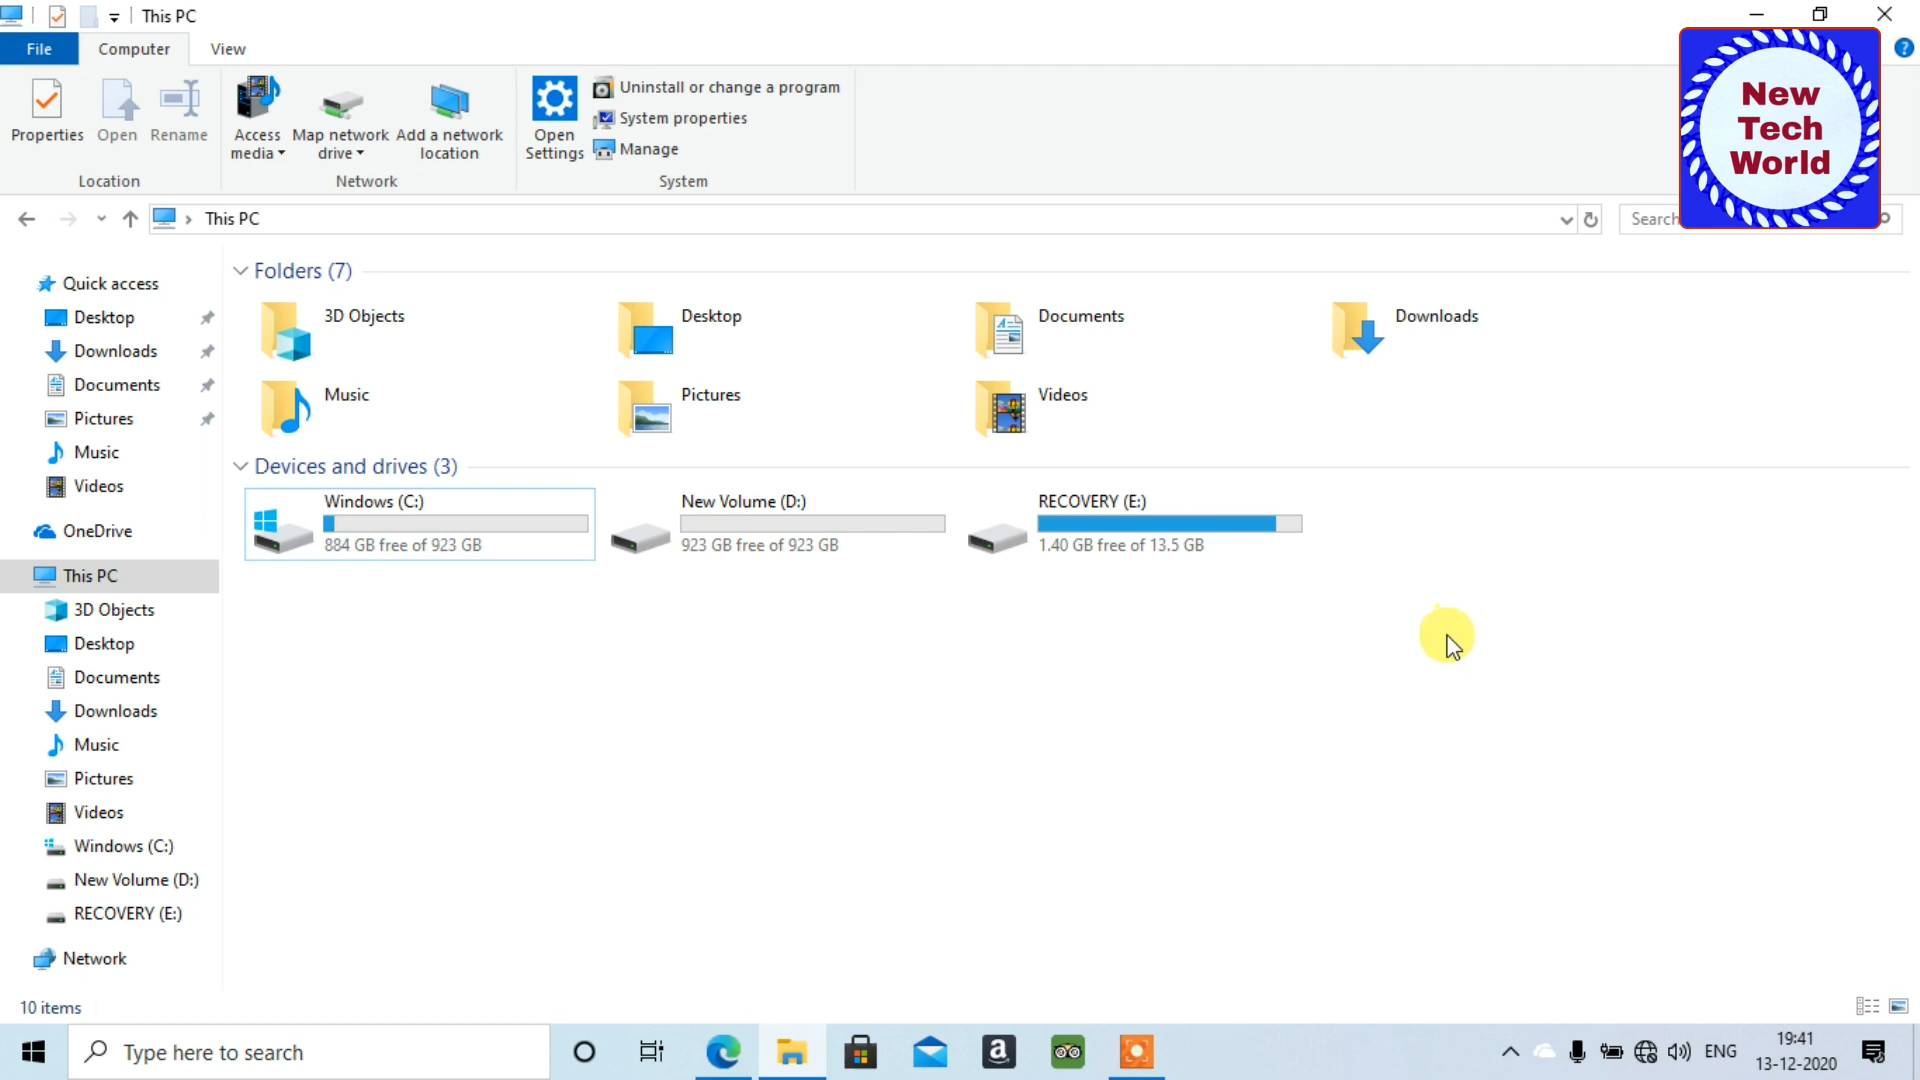 This PC
File
Computer
View
Properties
Open
Rename
Access
media
Map network
drive
Add a network
location
Open
Settings
Uninstall or change a program
System properties
Manage
Location
Network
System
New
Tech
World
This PC
Search
Quick access
Desktop
Downloads
Documents
Pictures
Music
Videos
OneDrive
This PC
3D Objects
Desktop
Documents
Downloads
Music
Pictures
Videos
Windows (C:)
New Volume (D:)
RECOVERY (E:)
Network
Folders (7)
3D Objects
Desktop
Documents
Downloads
Music
Pictures
Videos
Devices and drives (3)
Windows (C:)
884 GB free of 923 GB
New Volume (D:)
923 GB free of 923 GB
RECOVERY (E:)
1.40 GB free of 13.5 GB
10 items
Type here to search
ENG
19:41
13-12-2020